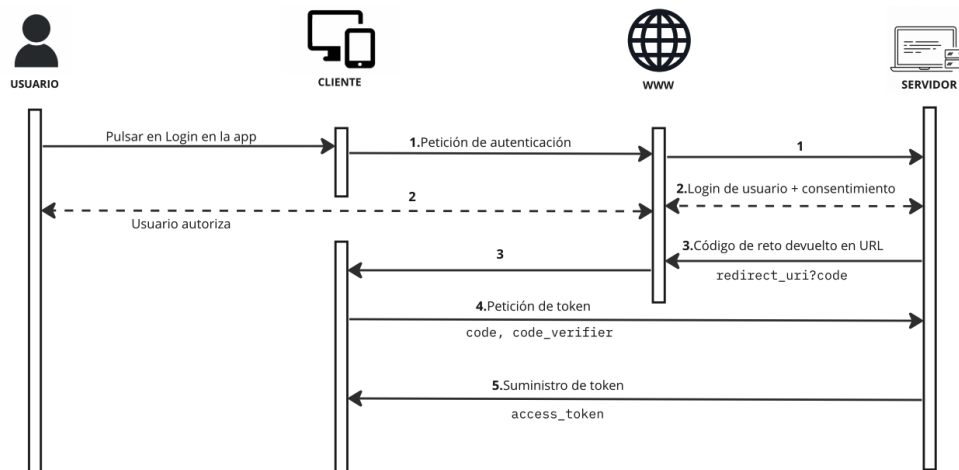 USUARIO
CLIENTE
WWW
SERVIDOR
Pulsar en Login en la app
1.Petición de autenticación
1
2
2.Login de usuario + consentimiento
Usuario autoriza
3
3.Código de reto devuelto en URL
redirect_uri?code
4.Petición de token
code, code_verifier
5.Suministro de token
access_token